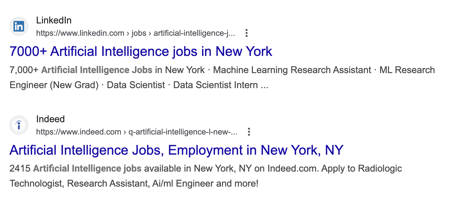 LinkedIn
https://www.linkedin.com › jobs › artificial-intelligence-j...
7000+ Artificial Intelligence jobs in New York
7,000+ Artificial Intelligence Jobs in New York · Machine Learning Research Assistant · ML Research
Engineer (New Grad) · Data Scientist · Data Scientist Intern ...
Indeed
https://www.indeed.com › q-artificial-intelligence-l-new-...
Artificial Intelligence Jobs, Employment in New York, NY
2415 Artificial Intelligence jobs available in New York, NY on Indeed.com. Apply to Radiologic
Technologist, Research Assistant, Ai/ml Engineer and more!